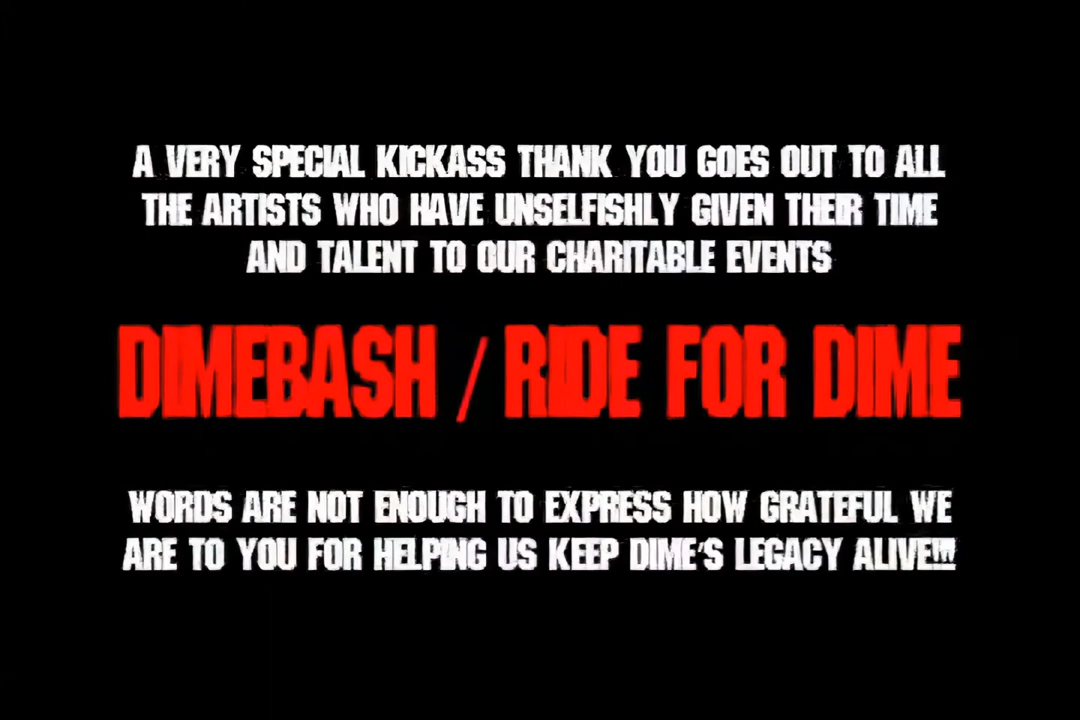 A VERY SPECIAL KICKASS THANK YOU GOES OUT TO ALL
THE ARTISTS WHO HAVE UNSELFISHLY GIVEN THEIR TIME
AND TALENT TO OUR CHARITABLE EVENTS
DIMEBASH / RIDE FOR DIME
WORDS ARE NOT ENOUGH TO EXPRESS HOW GRATEFUL WE
ARE TO YOU FOR HELPING US KEEP DIME'S LEGACY ALIVE!!!